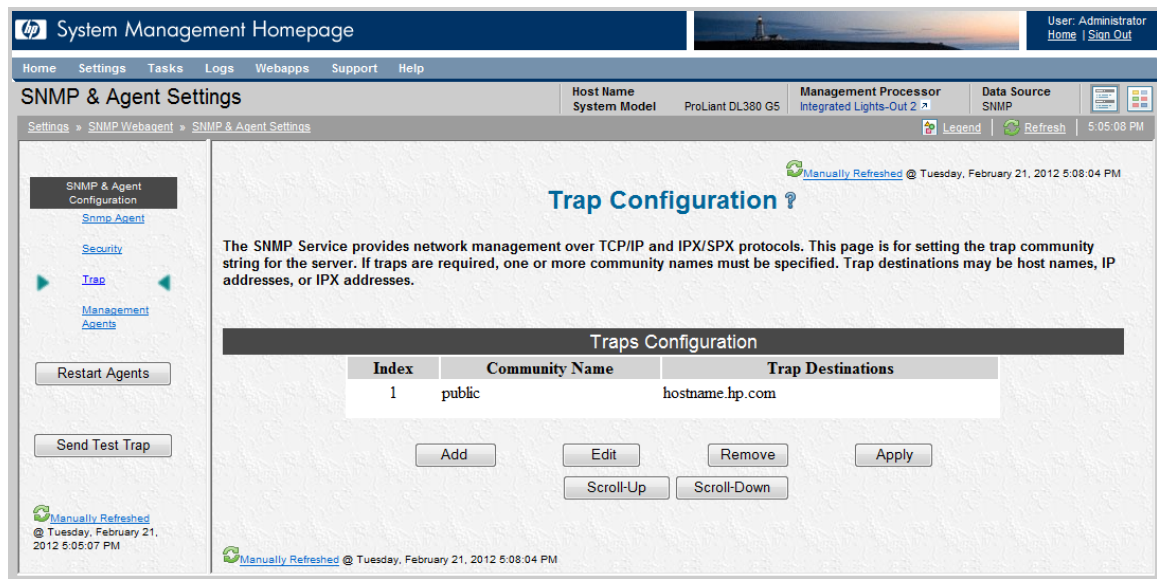 hp System Management Homepage
User: Administrator
Home | Sign Out
Home Settings Tasks Logs Webapps Support Help
SNMP & Agent Settings
Host Name
System Model ProLiant DL380 G5
Management Processor
Integrated Lights-Out 2
Data Source
SNMP
Settings » SNMP Webagent » SNMP & Agent Settings
Legend | Refresh | 5:05:08 PM
SNMP & Agent
Configuration
Snmp Agent
Security
Trap
Management
Agents
Restart Agents
Send Test Trap
Manually Refreshed
@ Tuesday, February 21,
2012 5:05:07 PM
Manually Refreshed @ Tuesday, February 21, 2012 5:08:04 PM
Trap Configuration ?
The SNMP Service provides network management over TCP/IP and IPX/SPX protocols. This page is for setting the trap community
string for the server. If traps are required, one or more community names must be specified. Trap destinations may be host names, IP
addresses, or IPX addresses.
Traps Configuration
Index Community Name Trap Destinations
1 public hostname.hp.com
Add Edit Remove Apply
Scroll-Up Scroll-Down
Manually Refreshed @ Tuesday, February 21, 2012 5:08:04 PM